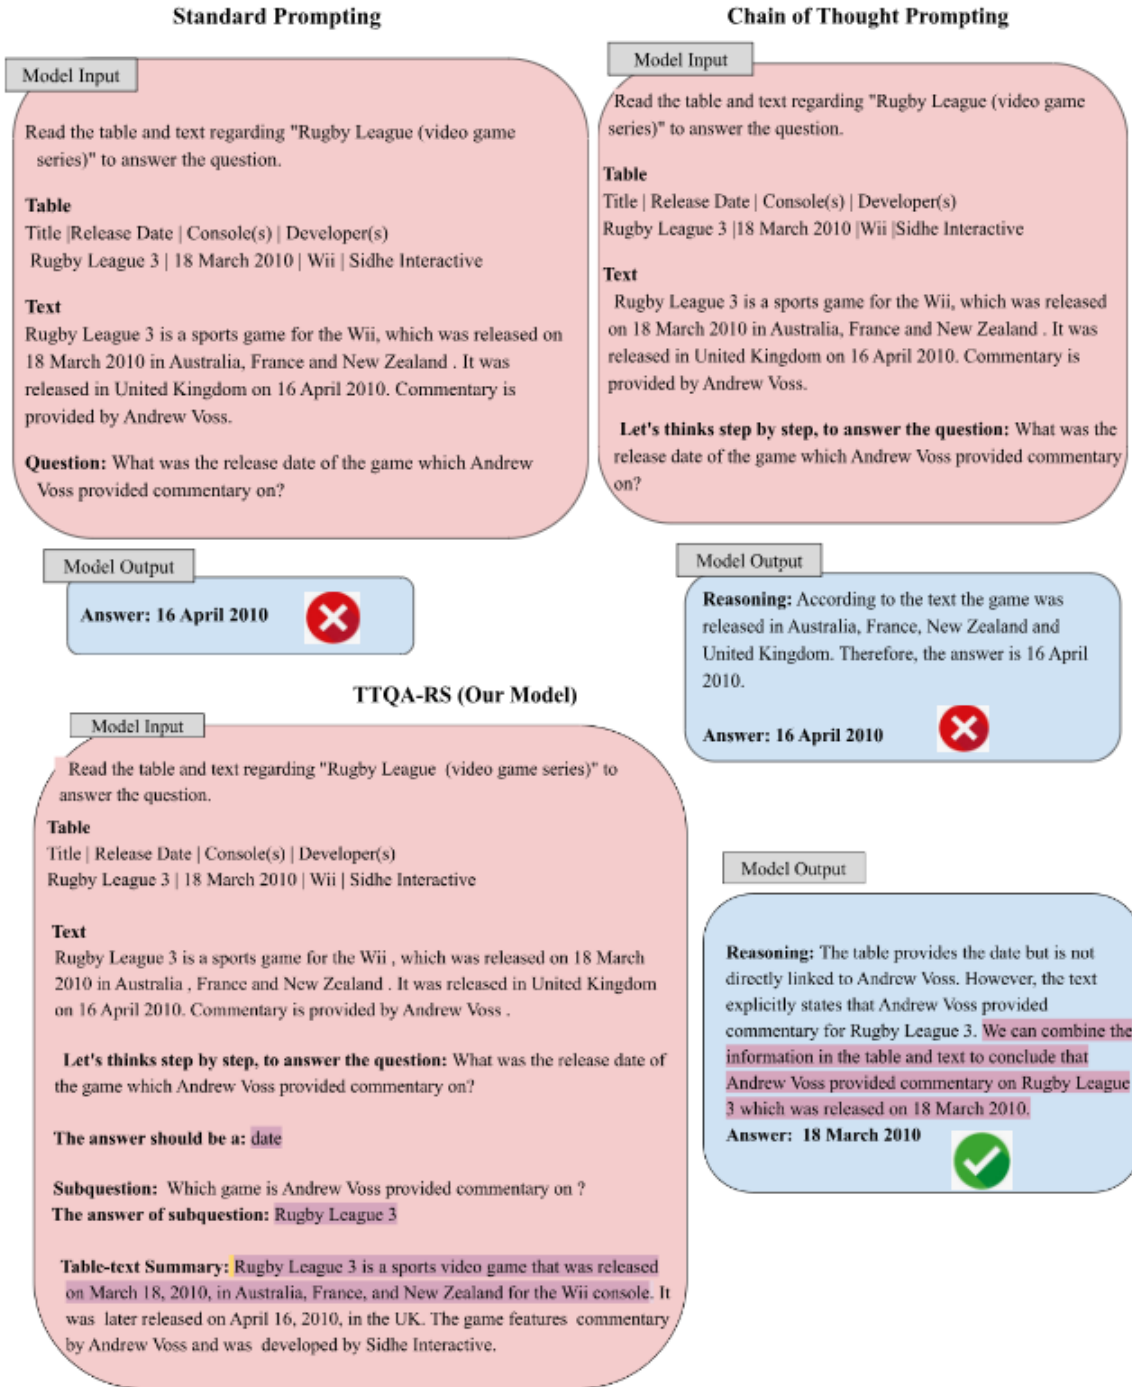 Standard Prompting
Model Input
Read the table and text regarding "Rugby League (video game
series)" to answer the question.
Table
Title |Release Date | Console(s) | Developer(s)
Rugby League 3 | 18 March 2010 | Wii | Sidhe Interactive
Text
Rugby League 3 is a sports game for the Wii, which was released on
18 March 2010 in Australia, France and New Zealand . It was
released in United Kingdom on 16 April 2010. Commentary is
provided by Andrew Voss.
Question: What was the release date of the game which Andrew
Voss provided commentary on?
Model Output
Answer: 16 April 2010
Chain of Thought Prompting
Model Input
Read the table and text regarding "Rugby League (video game
series)" to answer the question.
Table
Title | Release Date | Console(s) | Developer(s)
Rugby League 3 |18 March 2010 |Wii |Sidhe Interactive
Text
Rugby League 3 is a sports game for the Wii, which was released
on 18 March 2010 in Australia, France and New Zealand . It was
released in United Kingdom on 16 April 2010. Commentary is
provided by Andrew Voss.
Let's thinks step by step, to answer the question: What was the
release date of the game which Andrew Voss provided commentary
on?
Model Output
Reasoning: According to the text the game was
released in Australia, France, New Zealand and
United Kingdom. Therefore, the answer is 16 April
2010.
Answer: 16 April 2010
TTQA-RS (Our Model)
Model Input
Read the table and text regarding "Rugby League (video game series)" to
answer the question.
Table
Title | Release Date | Console(s) | Developer(s)
Rugby League 3 | 18 March 2010 | Wii | Sidhe Interactive
Text
Rugby League 3 is a sports game for the Wii , which was released on 18 March
2010 in Australia , France and New Zealand . It was released in United Kingdom
on 16 April 2010. Commentary is provided by Andrew Voss .
Let's thinks step by step, to answer the question: What was the release date of
the game which Andrew Voss provided commentary on?
The answer should be a: date
Subquestion: Which game is Andrew Voss provided commentary on ?
The answer of subquestion: Rugby League 3
Table-text Summary: Rugby League 3 is a sports video game that was released
on March 18, 2010, in Australia, France, and New Zealand for the Wii console. It
was later released on April 16, 2010, in the UK. The game features commentary
by Andrew Voss and was developed by Sidhe Interactive.
Model Output
Reasoning: The table provides the date but is not
directly linked to Andrew Voss. However, the text
explicitly states that Andrew Voss provided
commentary for Rugby League 3. We can combine the
information in the table and text to conclude that
Andrew Voss provided commentary on Rugby League
3 which was released on 18 March 2010.
Answer: 18 March 2010